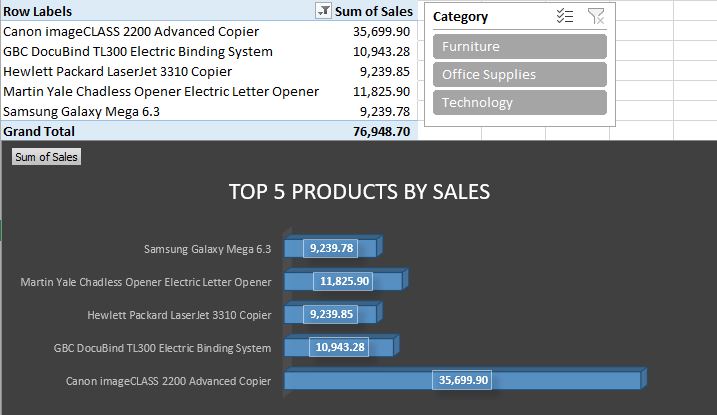 Row Labels Sum of Sales
Canon imageCLASS 2200 Advanced Copier 35,699.90
GBC DocuBind TL300 Electric Binding System 10,943.28
Hewlett Packard LaserJet 3310 Copier 9,239.85
Martin Yale Chadless Opener Electric Letter Opener 11,825.90
Samsung Galaxy Mega 6.3 9,239.78
Grand Total 76,948.70
Category
Furniture
Office Supplies
Technology
Sum of Sales
TOP 5 PRODUCTS BY SALES
Samsung Galaxy Mega 6.3 9,239.78
Martin Yale Chadless Opener Electric Letter Opener 11,825.90
Hewlett Packard LaserJet 3310 Copier 9,239.85
GBC DocuBind TL300 Electric Binding System 10,943.28
Canon imageCLASS 2200 Advanced Copier 35,699.90